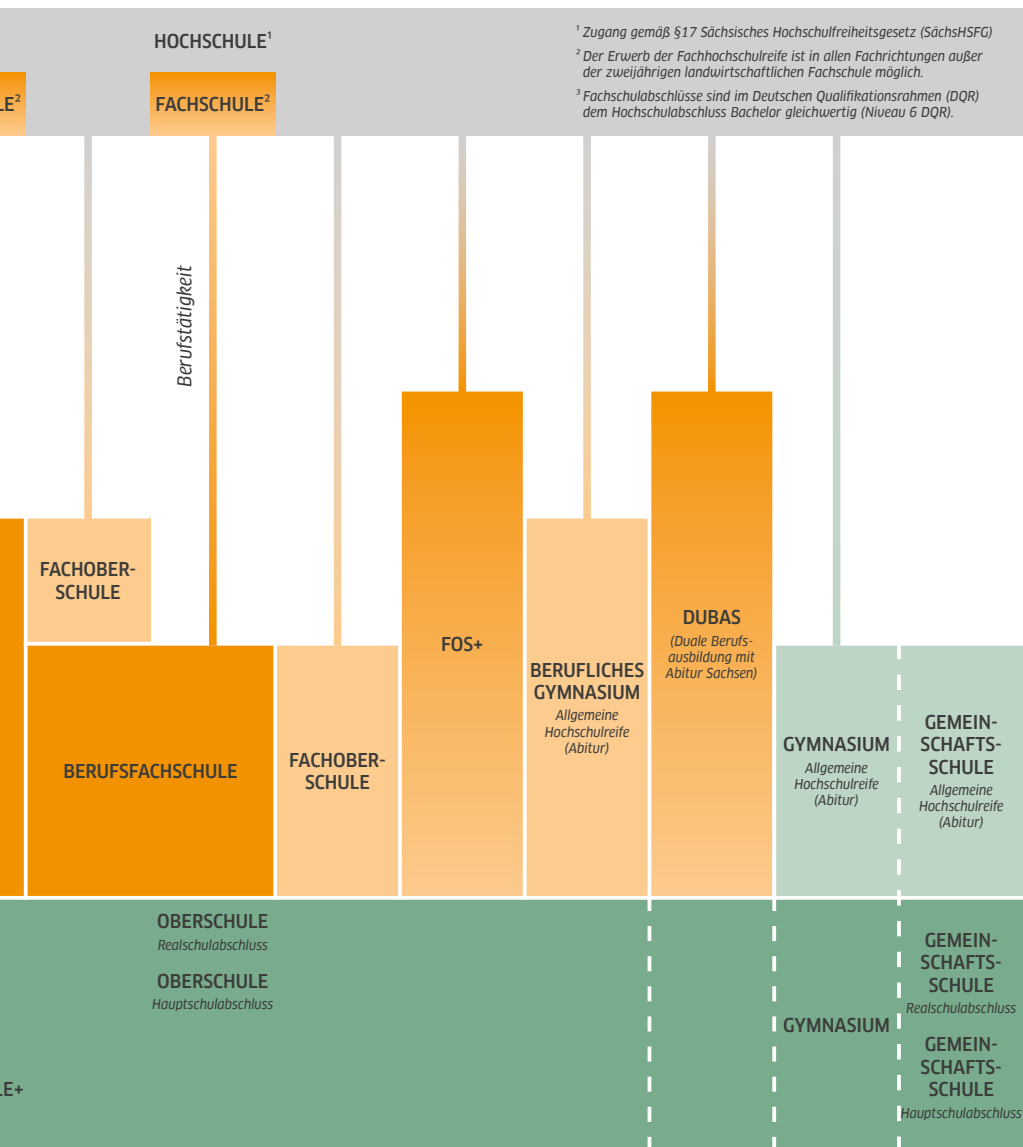 HOCHSCHULE¹
¹ Zugang gemäß §17 Sächsisches Hochschulfreiheitsgesetz (SächsHSFG)
² Der Erwerb der Fachhochschulreife ist in allen Fachrichtungen außer
der zweijährigen landwirtschaftlichen Fachschule möglich.
³ Fachschulabschlüsse sind im Deutschen Qualifikationsrahmen (DQR)
dem Hochschulabschluss Bachelor gleichwertig (Niveau 6 DQR).
LE²
FACHSCHULE²
Berufstätigkeit
FACHOBER-
SCHULE
BERUFSFACHSCHULE
FACHOBER-
SCHULE
FOS+
BERUFLICHES
GYMNASIUM
Allgemeine
Hochschulreife
(Abitur)
DUBAS
(Duale Berufs-
ausbildung mit
Abitur Sachsen)
GYMNASIUM
Allgemeine
Hochschulreife
(Abitur)
GEMEIN-
SCHAFTS-
SCHULE
Allgemeine
Hochschulreife
(Abitur)
OBERSCHULE
Realschulabschluss
OBERSCHULE
Hauptschulabschluss
LE+
GYMNASIUM
GEMEIN-
SCHAFTS-
SCHULE
Realschulabschluss
GEMEIN-
SCHAFTS-
SCHULE
Hauptschulabschluss